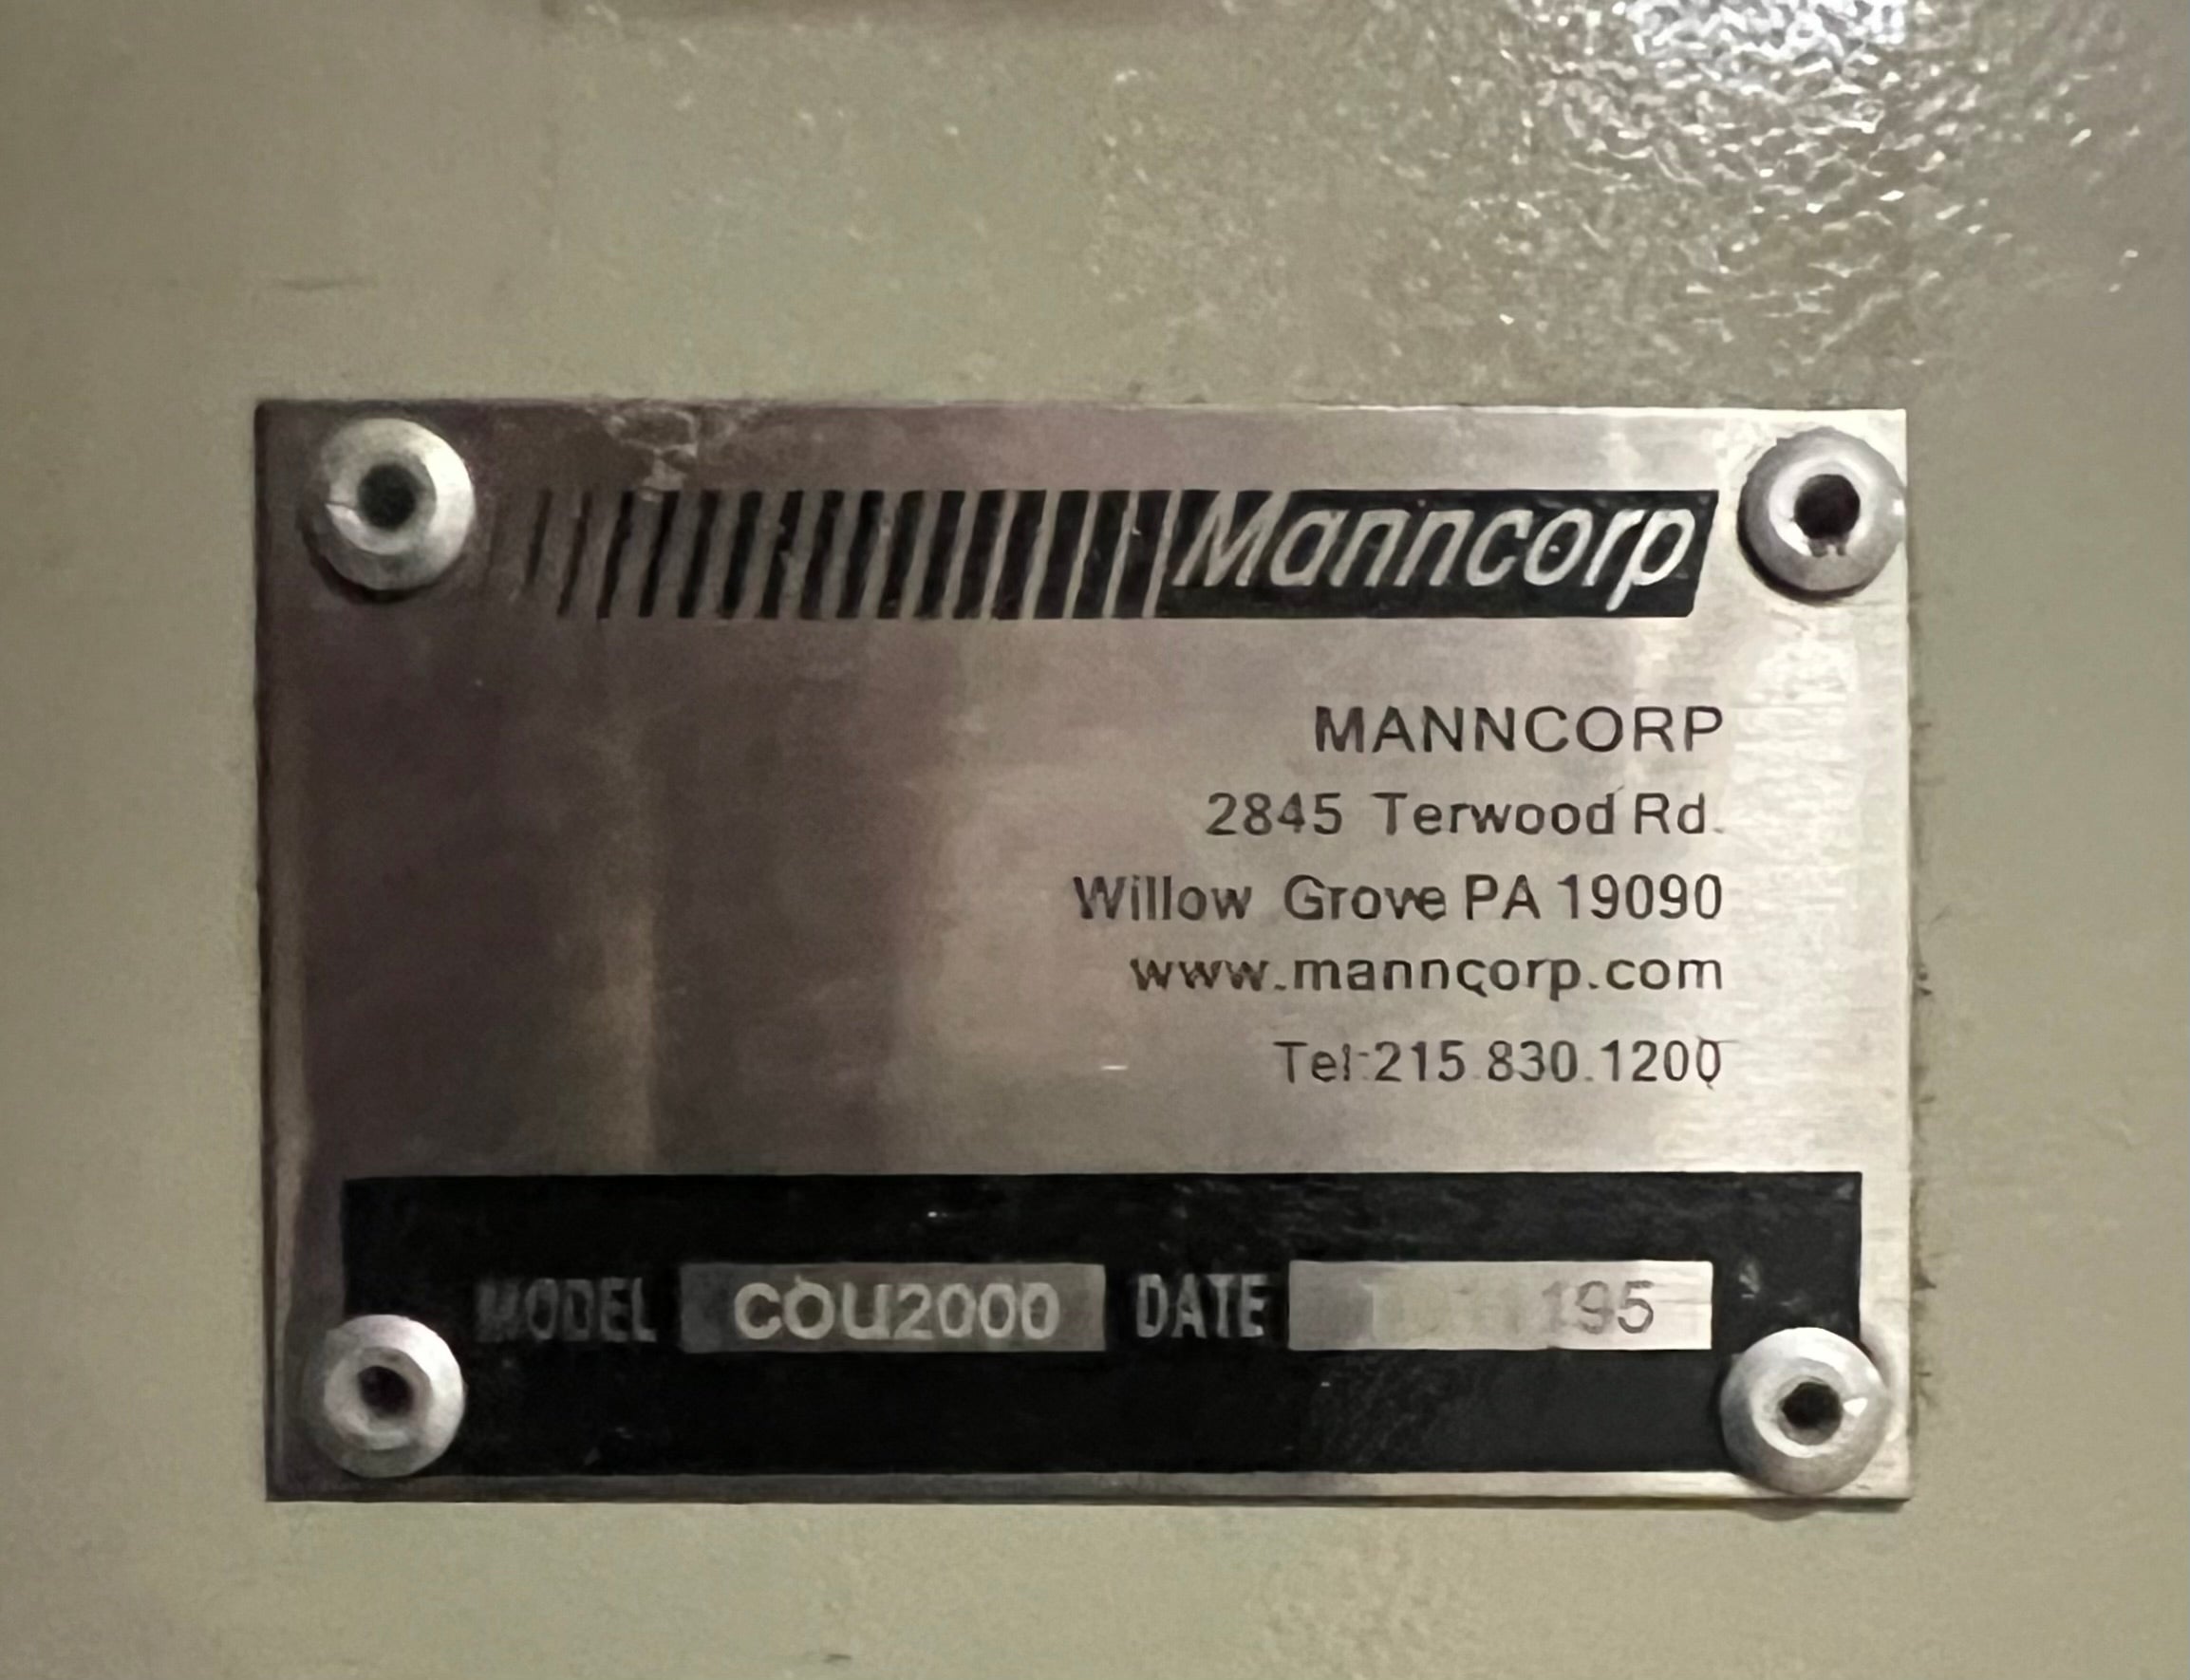 Manncorp
MANNCORP
2845 Terwood Rd.
Willow Grove PA 19090
www.manncorp.com
Tel:215.830.1200
MODEL COU2000 DATE